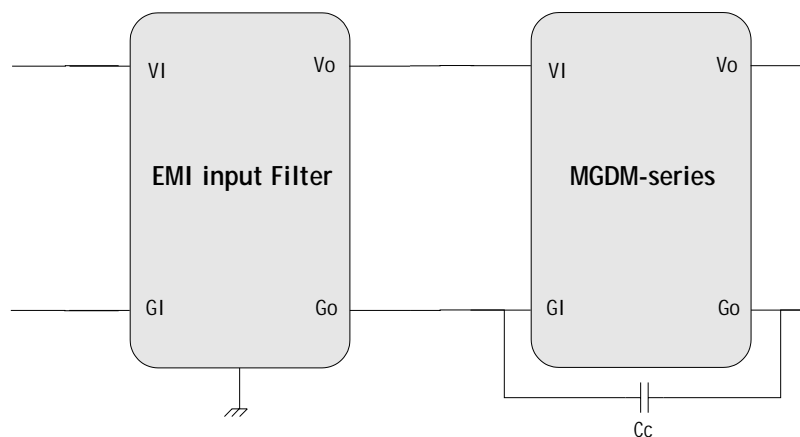 VI
Vo
VI
Vo
EMI input Filter
MGDM-series
GI
Go
GI
Go
Cc